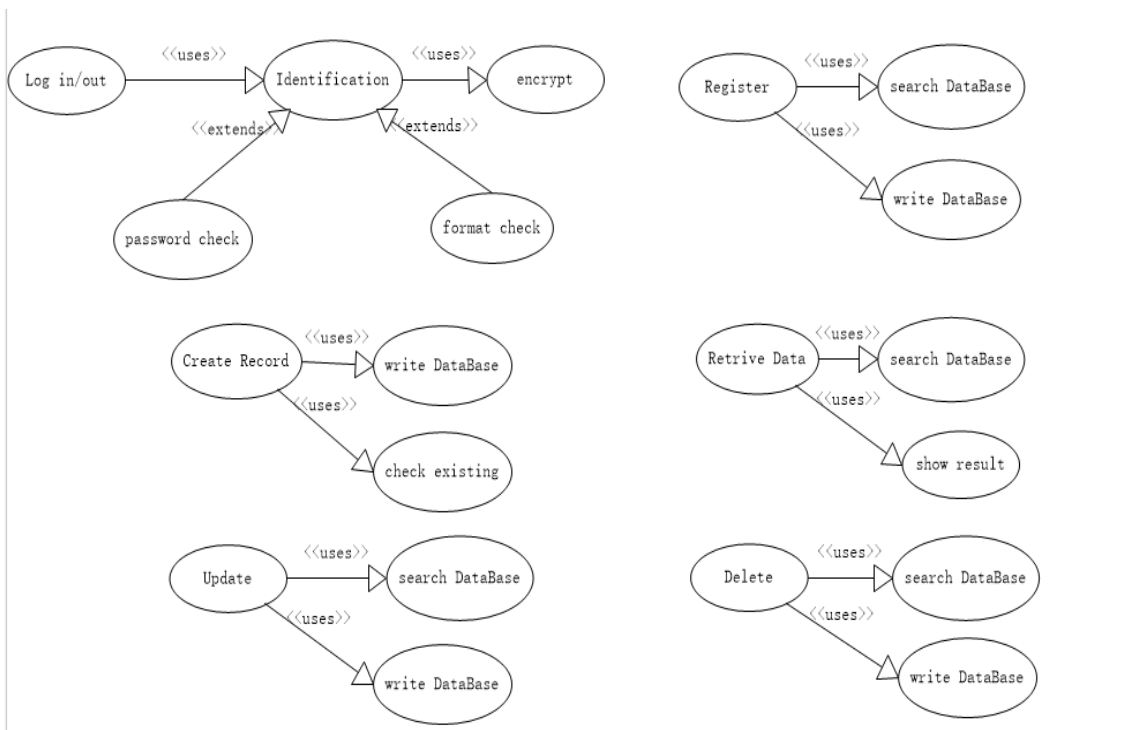 <<uses>>
<<uses>>
Log in/out
Identification
encrypt
<<extends>>
<<extends>>
password check
format check
<<uses>>
Register
search DataBase
<<uses>>
write DataBase
<<uses>>
Create Record
write DataBase
<<uses>>
check existing
<<uses>>
Retrive Data
search DataBase
<<uses>>
show result
<<uses>>
Update
search DataBase
<<uses>>
write DataBase
<<uses>>
Delete
search DataBase
<<uses>>
write DataBase